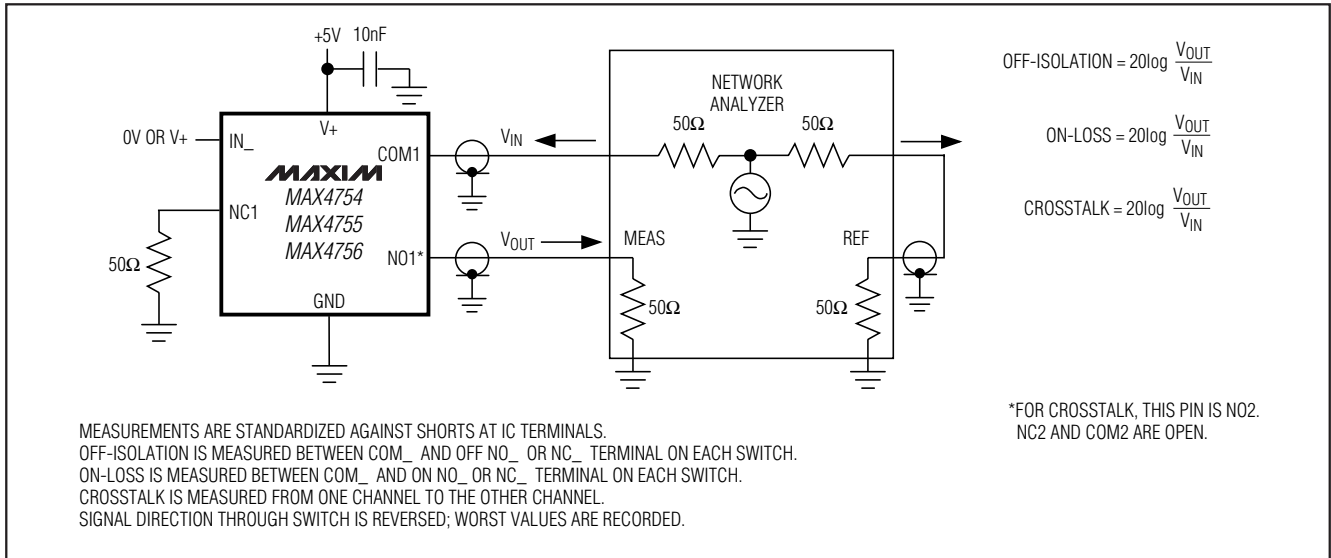 +5V 10nF
V+
0V OR V+
IN_
COM1
MAXIM
MAX4754
MAX4755
MAX4756
NC1
NO1*
50Ω
GND
VIN
VOUT
NETWORK
ANALYZER
50Ω 50Ω
MEAS REF
50Ω 50Ω
OFF-ISOLATION = 20log VOUT
VIN
ON-LOSS = 20log VOUT
VIN
CROSSTALK = 20log VOUT
VIN
*FOR CROSSTALK, THIS PIN IS NO2.
NC2 AND COM2 ARE OPEN.
MEASUREMENTS ARE STANDARDIZED AGAINST SHORTS AT IC TERMINALS.
OFF-ISOLATION IS MEASURED BETWEEN COM_ AND OFF NO_ OR NC_ TERMINAL ON EACH SWITCH.
ON-LOSS IS MEASURED BETWEEN COM_ AND ON NO_ OR NC_ TERMINAL ON EACH SWITCH.
CROSSTALK IS MEASURED FROM ONE CHANNEL TO THE OTHER CHANNEL.
SIGNAL DIRECTION THROUGH SWITCH IS REVERSED; WORST VALUES ARE RECORDED.